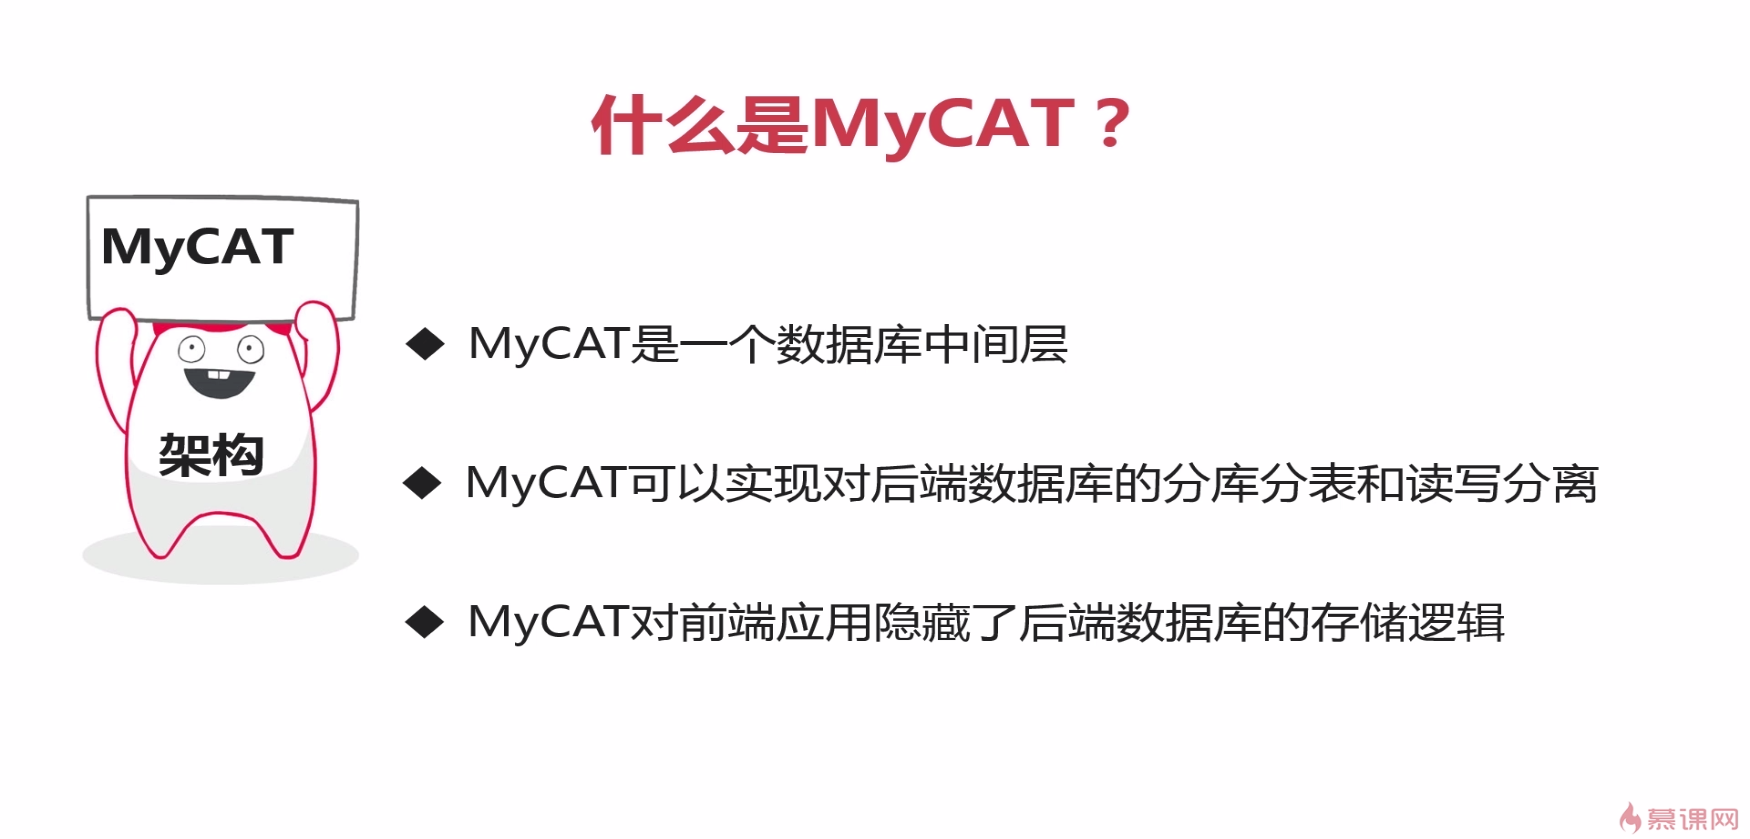 什么是MyCAT？
MyCAT
架构
◆ MyCAT是一个数据库中间层
◆ MyCAT可以实现对后端数据库的分库分表和读写分离
◆ MyCAT对前端应用隐藏了后端数据库的存储逻辑
慕课网